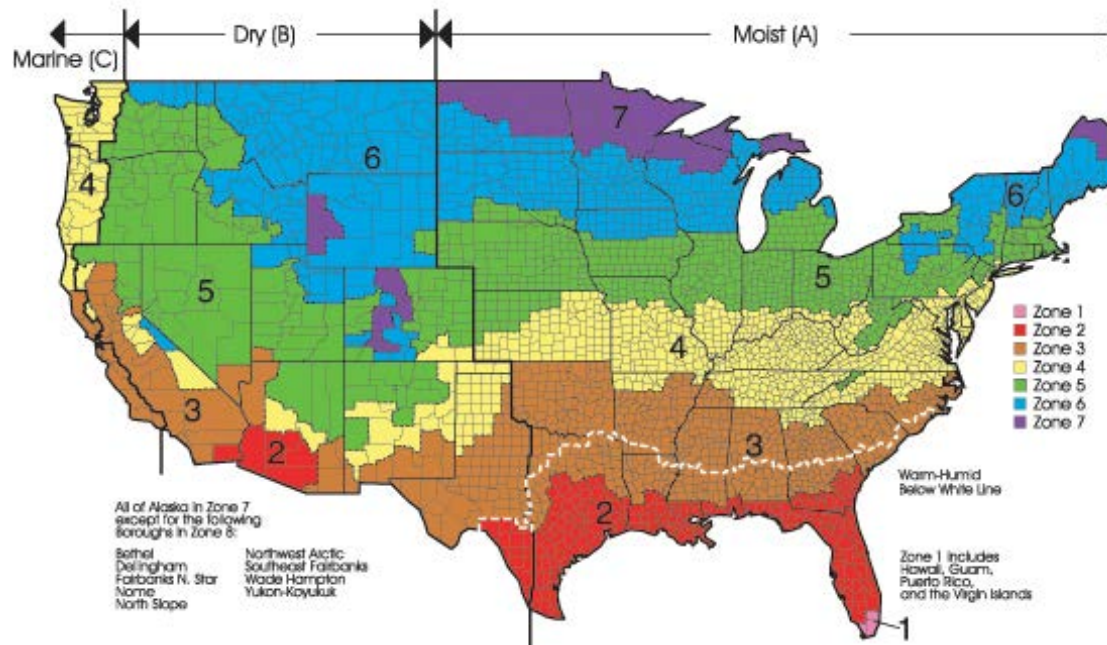 Marine (C)
Dry (B)
Moist (A)
7
6
6
4
5
5
4
3
3
2
2
1
Zone 1
Zone 2
Zone 3
Zone 4
Zone 5
Zone 6
Zone 7
Warm-Humid
Below White Line
All of Alaska in Zone 7
except for the following
Boroughs in Zone 8:
Bethel
Dellingham
Fairbanks N. Star
Nome
North Slope
Northwest Arctic
Southeast Fairbanks
Wade Hampton
Yukon-Koyukuk
Zone 1 includes
Hawaii, Guam,
Puerto Rico,
and the Virgin Islands